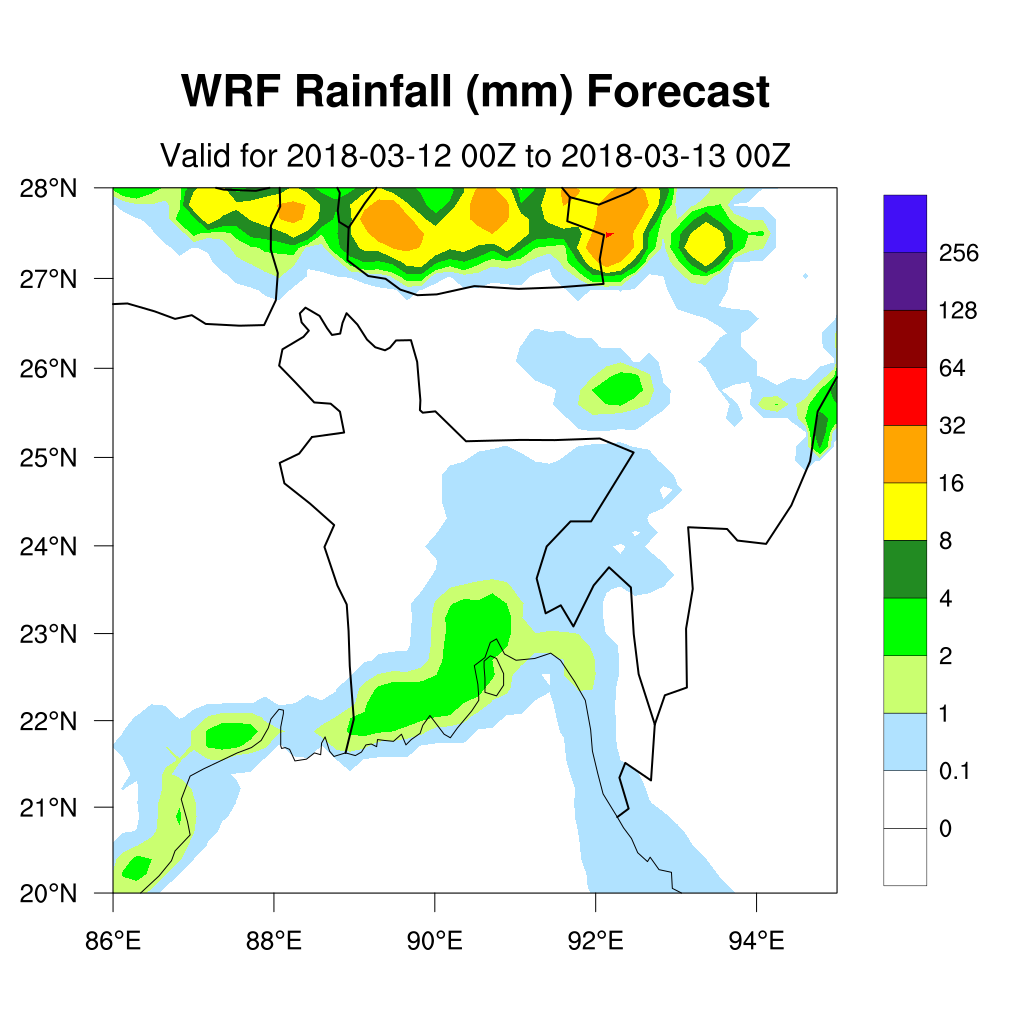 WRF Rainfall (mm) Forecast
Valid for 2018-03-12 00Z to 2018-03-13 00Z
28°N
27°N
26°N
25°N
24°N
23°N
22°N
21°N
20°N
86°E 88°E 90°E 92°E 94°E
256
128
64
32
16
8
4
2
1
0.1
0